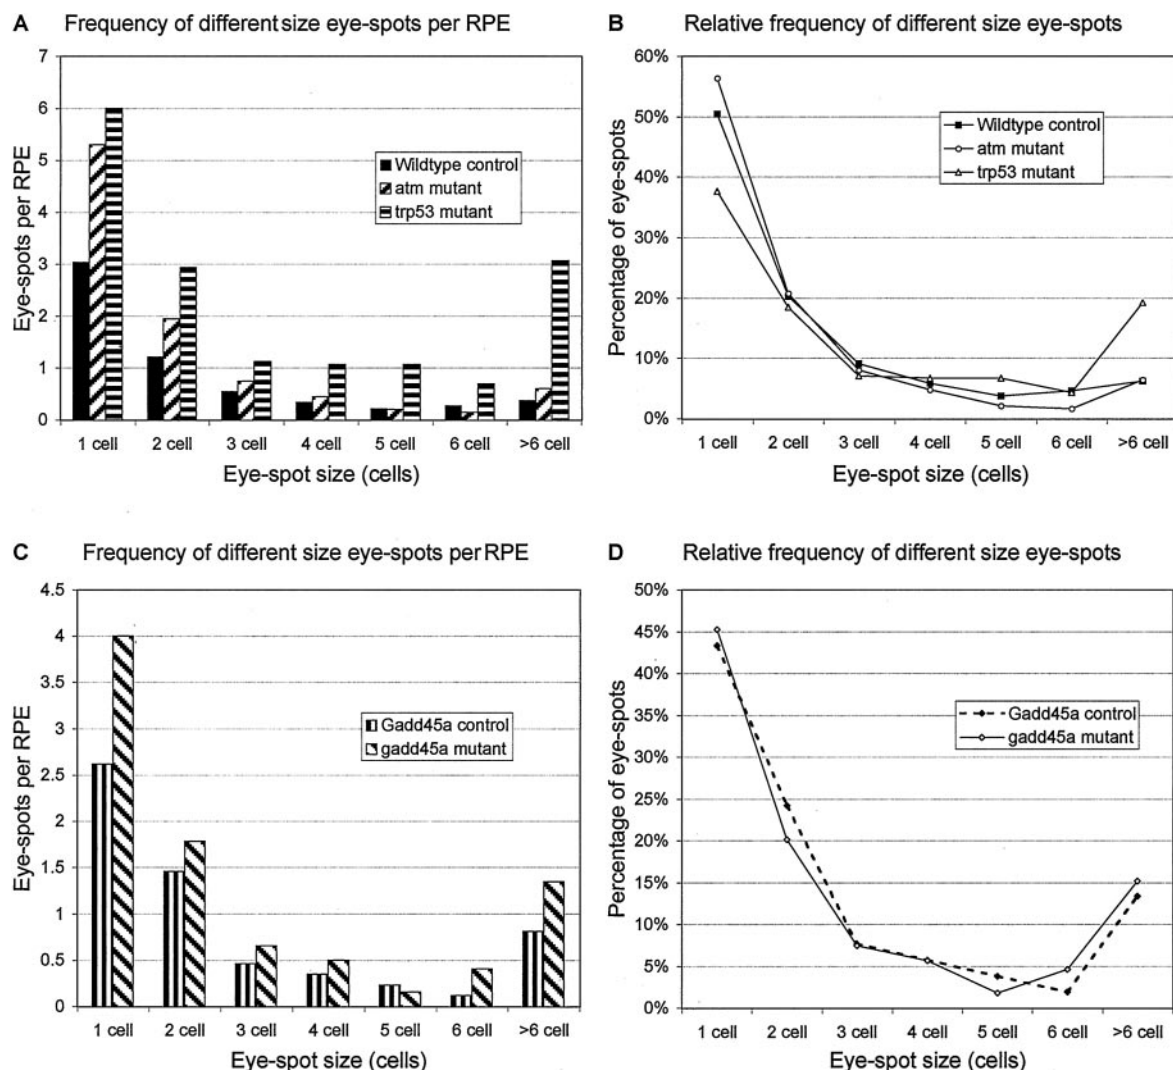 A Frequency of different size eye-spots per RPE
7
6
5
4
3
2
1
0
Eye-spots per RPE
Wildtype control
atm mutant
trp53 mutant
1 cell 2 cell 3 cell 4 cell 5 cell 6 cell >6 cell
Eye-spot size (cells)
B Relative frequency of different size eye-spots
60%
50%
40%
30%
20%
10%
0%
Percentage of eye-spots
Wildtype control
atm mutant
trp53 mutant
1 cell 2 cell 3 cell 4 cell 5 cell 6 cell >6 cell
Eye-spot size (cells)
C Frequency of different size eye-spots per RPE
4.5
4
3.5
3
2.5
2
1.5
1
0.5
0
Eye-spots per RPE
Gadd45a control
gadd45a mutant
1 cell 2 cell 3 cell 4 cell 5 cell 6 cell >6 cell
Eye-spot size (cells)
D Relative frequency of different size eye-spots
50%
45%
40%
35%
30%
25%
20%
15%
10%
5%
0%
Percentage of eye-spots
Gadd45a control
gadd45a mutant
1 cell 2 cell 3 cell 4 cell 5 cell 6 cell >6 cell
Eye-spot size (cells)